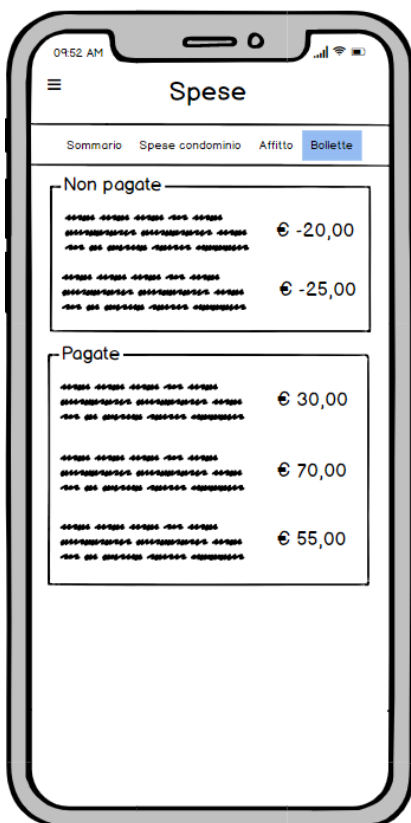 09:52 AM
Spese
Sommario Spese condominio Affitto Bollette
Non pagate
€ -20,00
€ -25,00
Pagate
€ 30,00
€ 70,00
€ 55,00